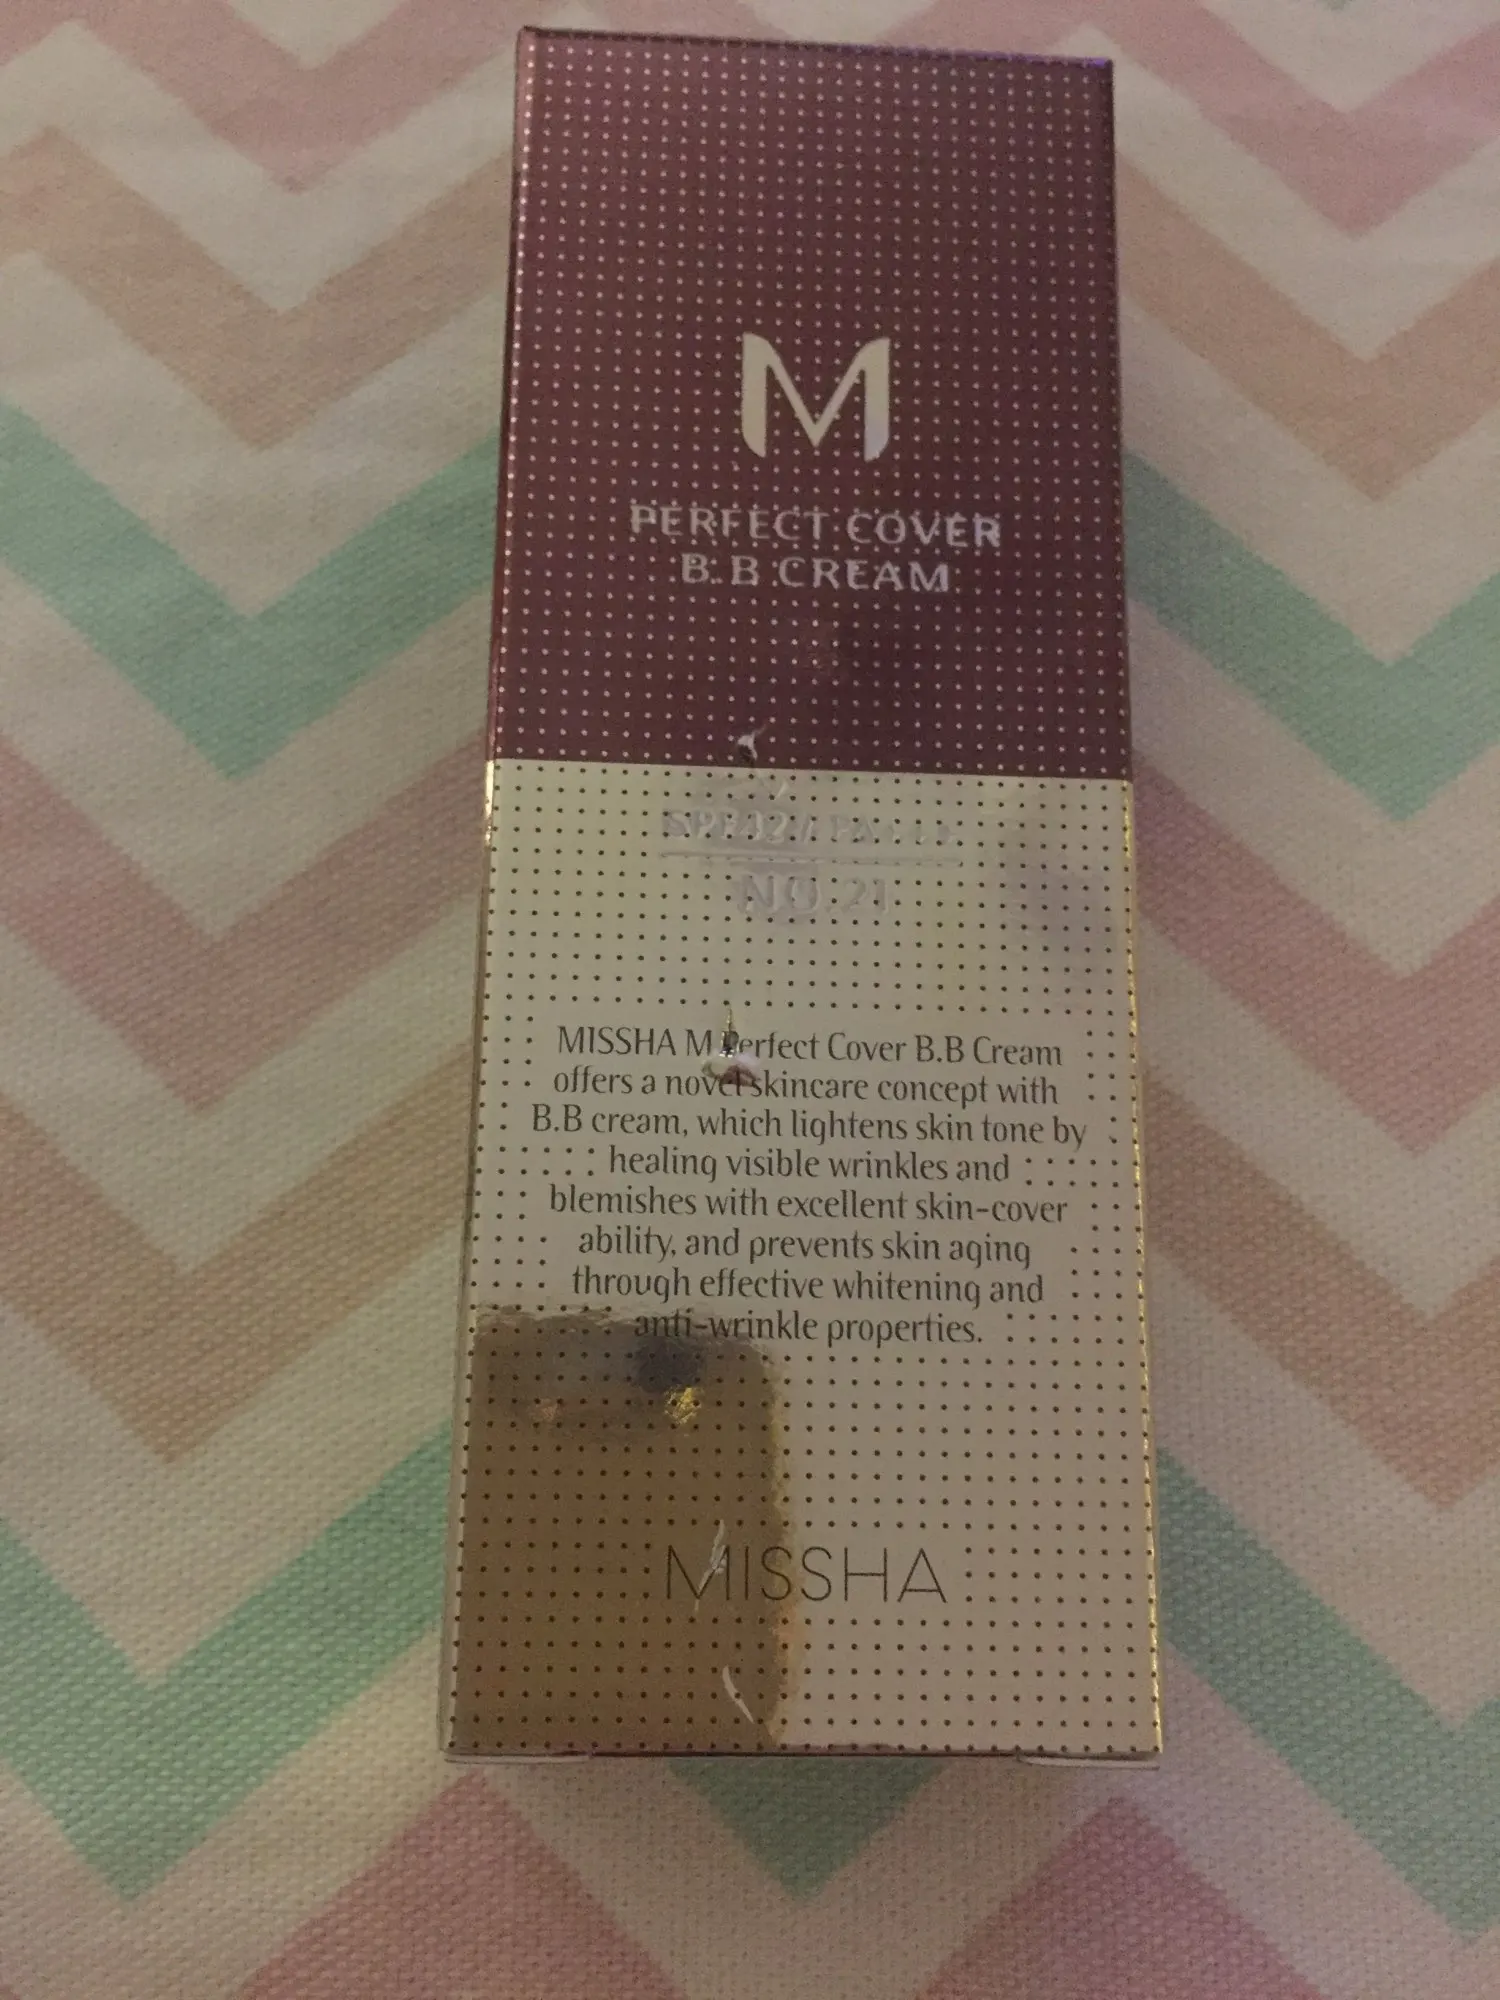 M
PERFECT COVER
B.B CREAM
SPF42/ PA+++
NO.21
MISSHA M Perfect Cover B.B Cream
offers a novel skincare concept with
B.B cream, which lightens skin tone by
healing visible wrinkles and
blemishes with excellent skin-cover
ability, and prevents skin aging
through effective whitening and
anti-wrinkle properties.
MISSHA